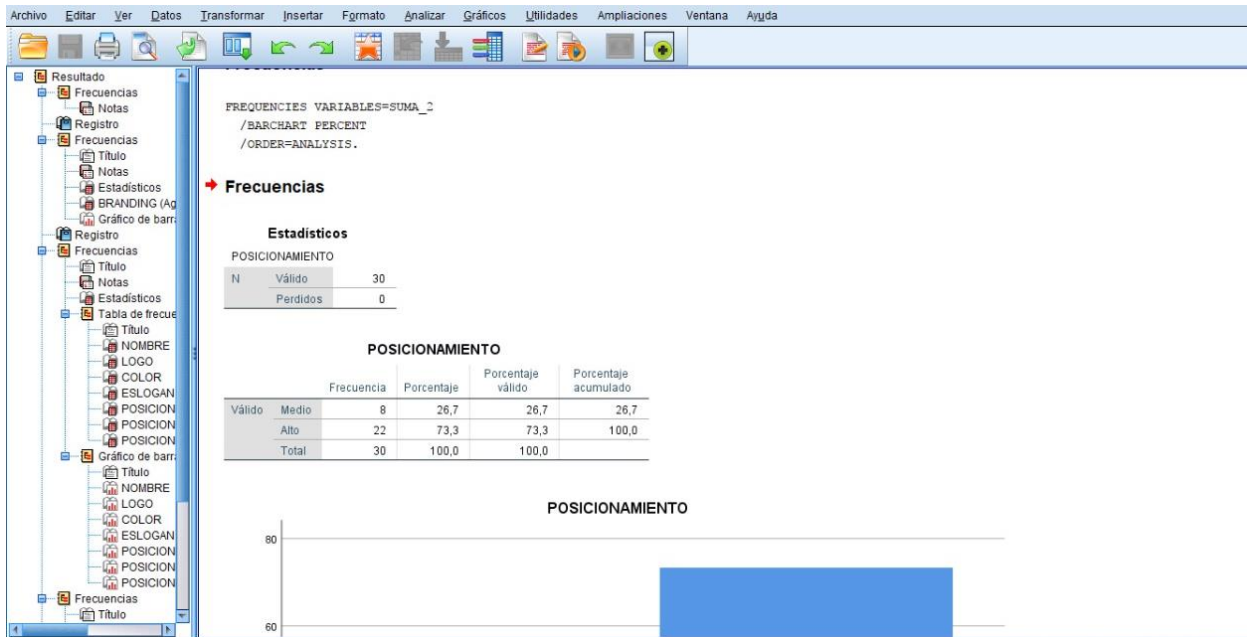 Archivo Editar Ver Datos Transformar Insertar Formato Analizar Gráficos Utilidades Ampliaciones Ventana Ayuda
Resultado
Frecuencias
Notas
Registro
Frecuencias
Título
Notas
Estadísticos
BRANDING (Ag
Gráfico de barr
Registro
Frecuencias
Título
Notas
Estadísticos
Tabla de frecue
Título
NOMBRE
LOGO
COLOR
ESLOGAN
POSICION
POSICION
POSICION
Gráfico de barr
Título
NOMBRE
LOGO
COLOR
ESLOGAN
POSICION
POSICION
POSICION
Frecuencias
Título
Frecuencias
FREQUENCIES VARIABLES=SUMA_2
/BARCHART PERCENT
/ORDER=ANALYSIS.
Frecuencias
Estadísticos
POSICIONAMIENTO
N Válido 30
Perdidos 0
POSICIONAMIENTO
Frecuencia Porcentaje Porcentaje válido Porcentaje acumulado
Válido Medio 8 26,7 26,7 26,7
Alto 22 73,3 73,3 100,0
Total 30 100,0 100,0
POSICIONAMIENTO
80
60